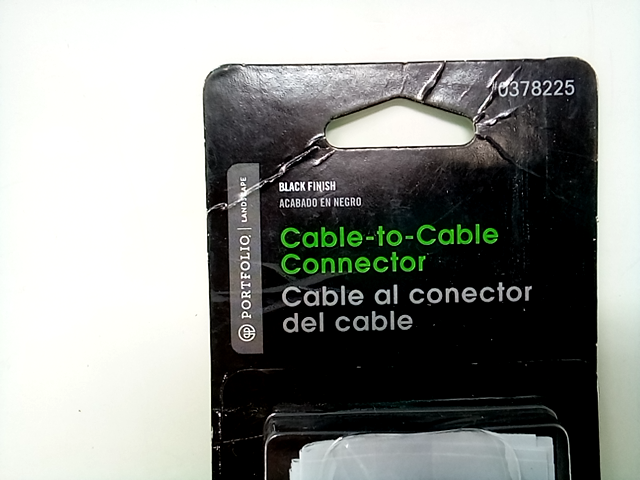 0378225
BLACK FINISH
ACABADO EN NEGRO
Cable-to-Cable
Connector
Cable al conector
del cable
PORTFOLIO | LANDSCAPE